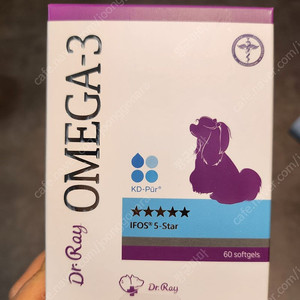 Dr.Ray OMEGA-3
KD-Pür®
★★★★★
IFOS® 5-Star
60 softgels
Dr.Ray